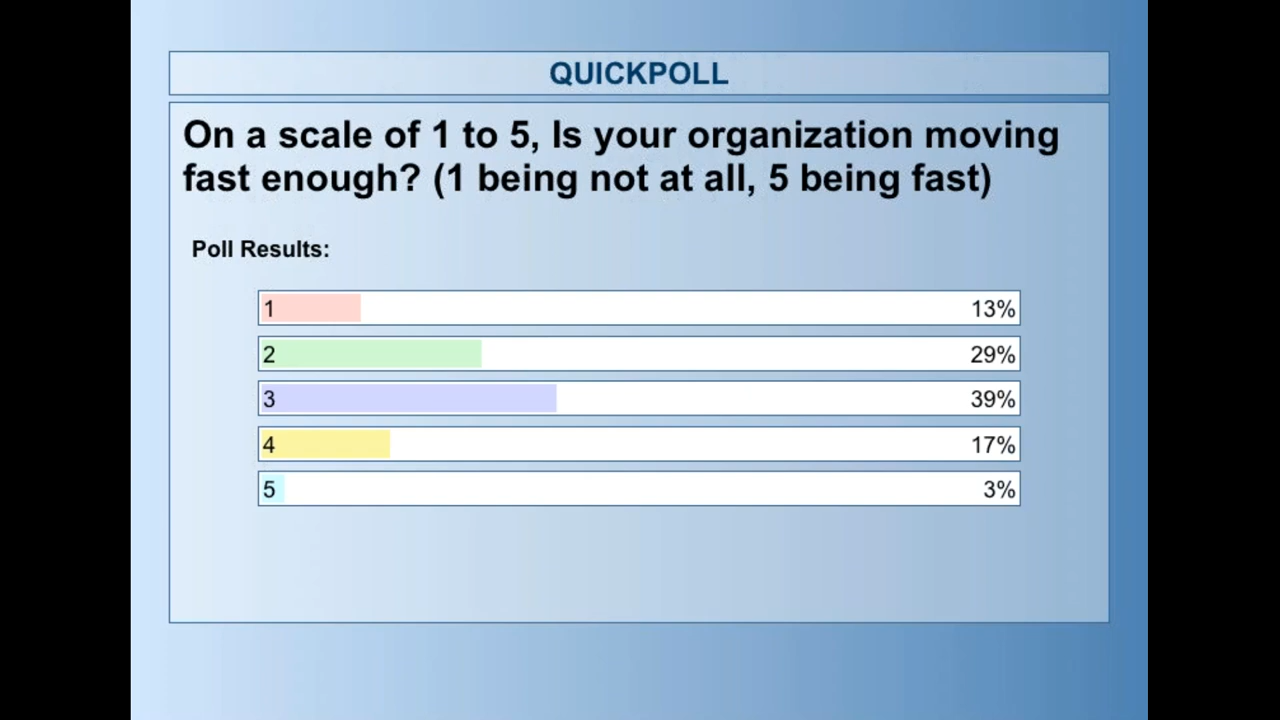 QUICKPOLL
On a scale of 1 to 5, Is your organization moving
fast enough? (1 being not at all, 5 being fast)
Poll Results:
1 13%
2 29%
3 39%
4 17%
5 3%